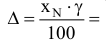 Δ = x_N · γ / 100 =